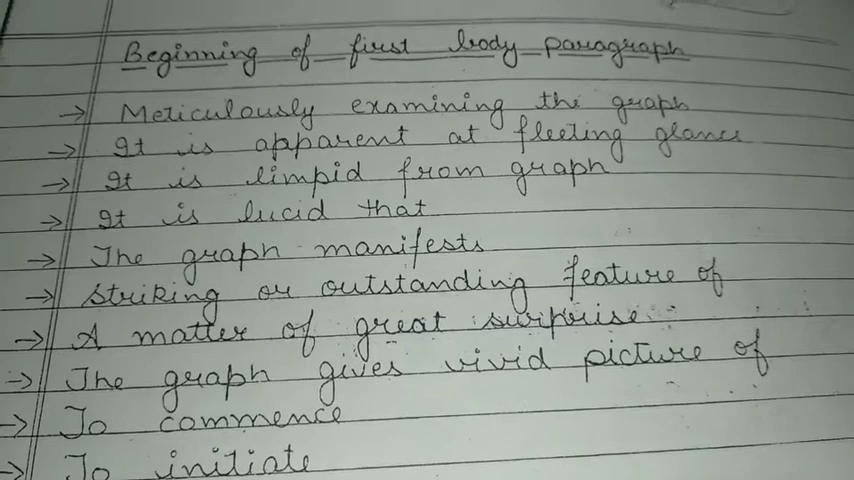 Beginning of first body paragraph
→ Meticulously examining the graph
→ It is apparent at fleeting glance
→ It is limpid from graph
→ It is lucid that
→ The graph manifests
→ Striking or outstanding feature of
→ A matter of great surprise
→ The graph gives vivid picture of
→ To commence
→ To initiate